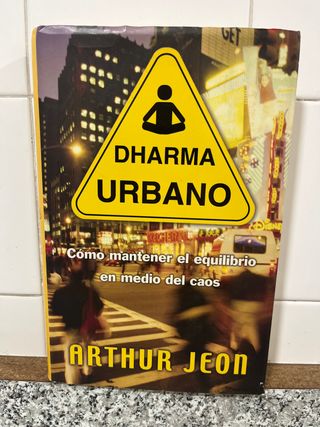 DHARMA
URBANO
Cómo mantener el equilibrio
en medio del caos
ARTHUR JEON